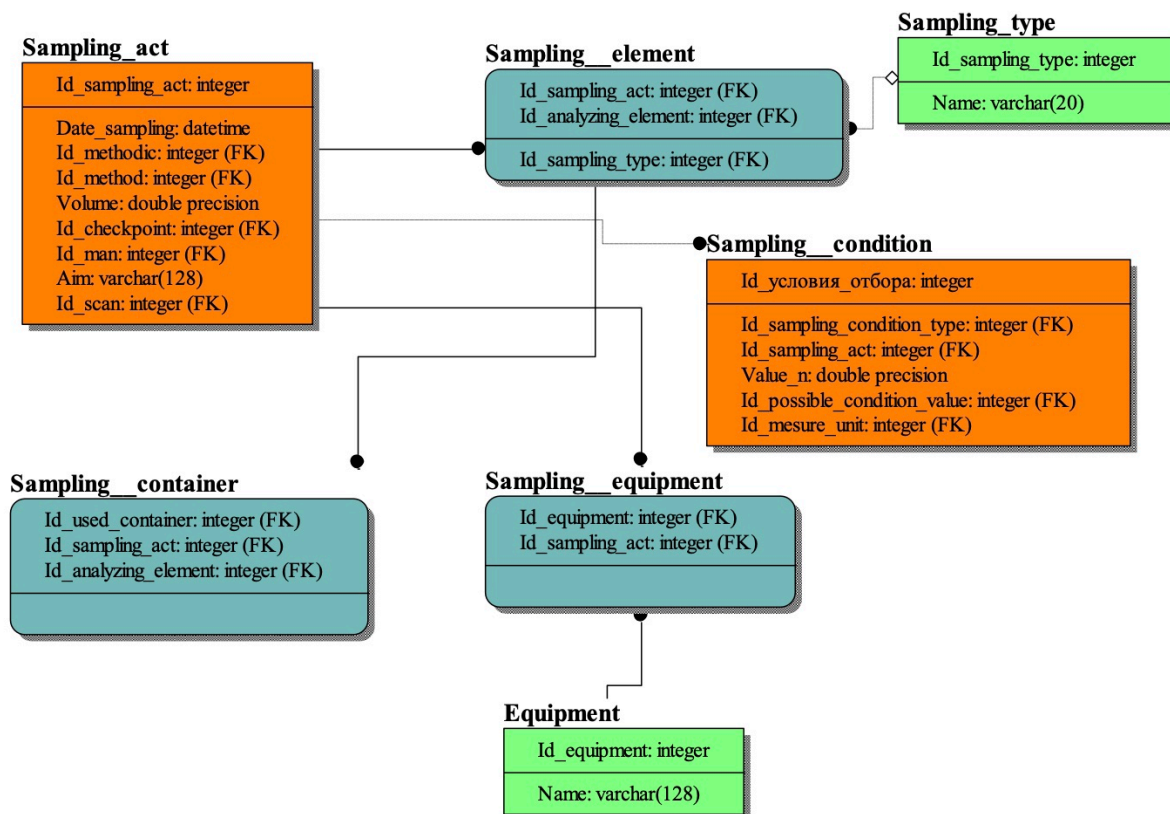 Sampling_act
Id_sampling_act: integer
Date_sampling: datetime
Id_methodic: integer (FK)
Id_method: integer (FK)
Volume: double precision
Id_checkpoint: integer (FK)
Id_man: integer (FK)
Aim: varchar(128)
Id_scan: integer (FK)
Sampling__element
Id_sampling_act: integer (FK)
Id_analyzing_element: integer (FK)
Id_sampling_type: integer (FK)
Sampling_type
Id_sampling_type: integer
Name: varchar(20)
Sampling__condition
Id_условия_отбора: integer
Id_sampling_condition_type: integer (FK)
Id_sampling_act: integer (FK)
Value_n: double precision
Id_possible_condition_value: integer (FK)
Id_mesure_unit: integer (FK)
Sampling__container
Id_used_container: integer (FK)
Id_sampling_act: integer (FK)
Id_analyzing_element: integer (FK)
Sampling__equipment
Id_equipment: integer (FK)
Id_sampling_act: integer (FK)
Equipment
Id_equipment: integer
Name: varchar(128)